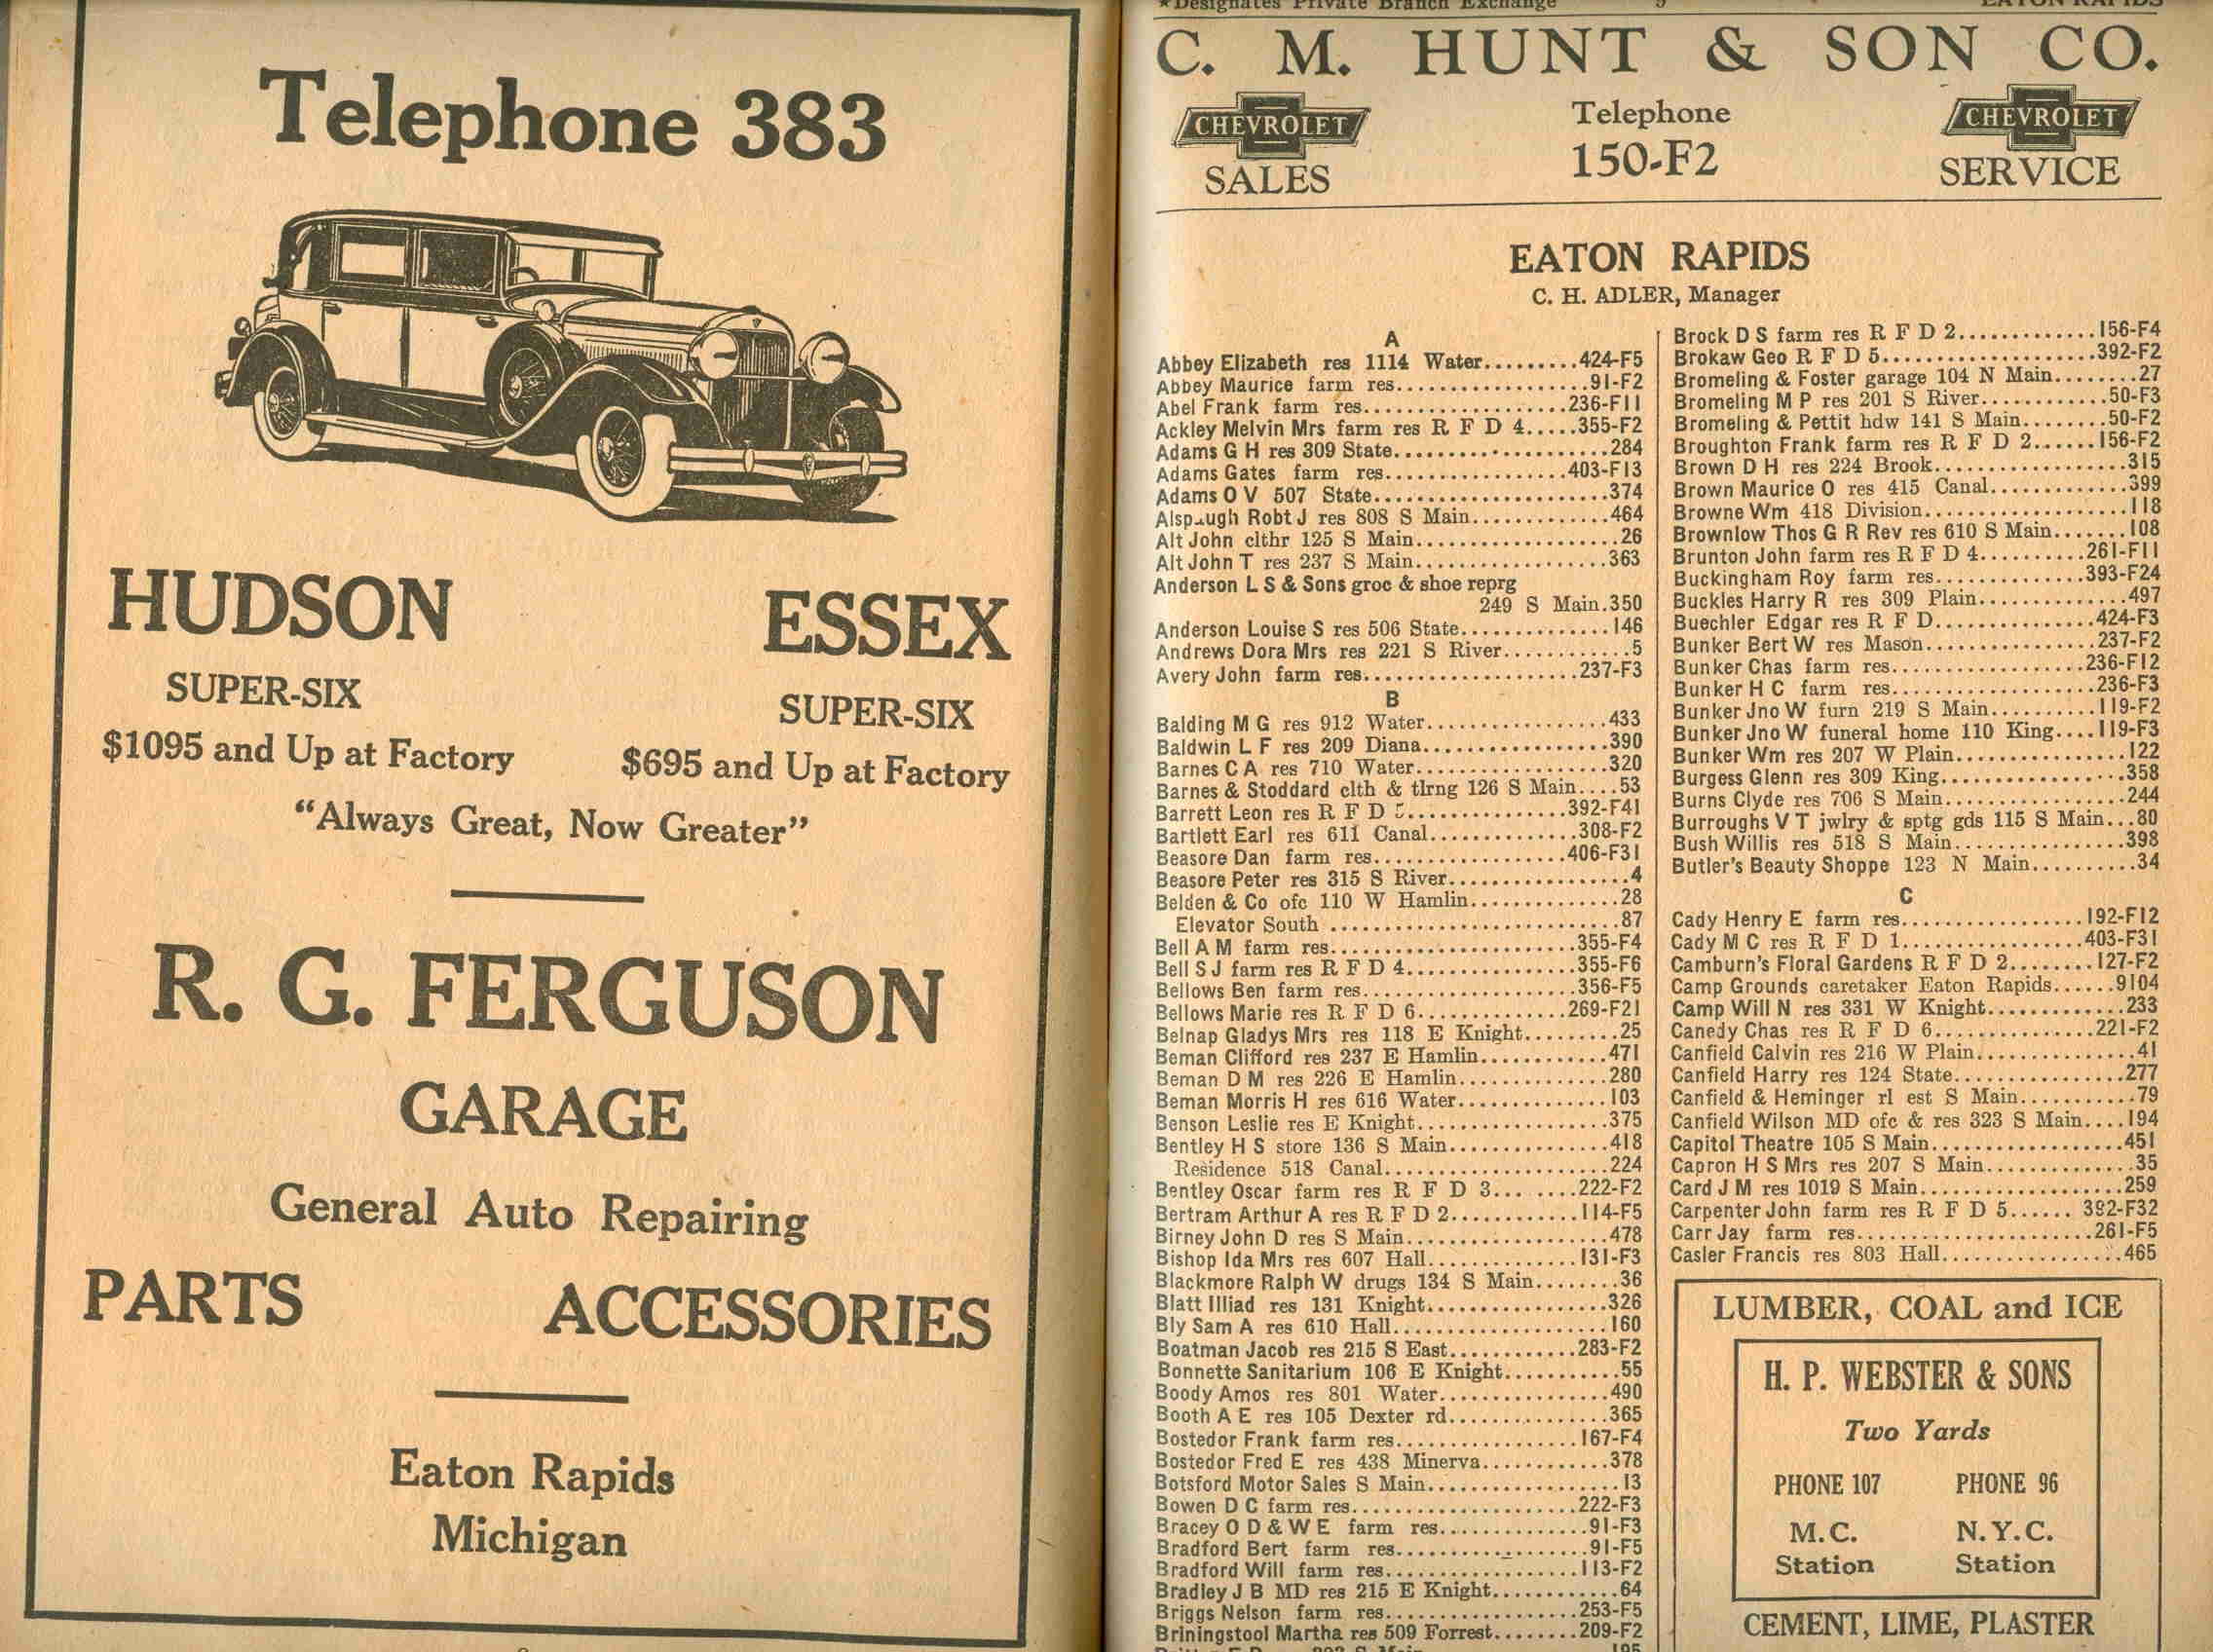 Telephone 383
HUDSON
SUPER-SIX
$1095 and Up at Factory
ESSEX
SUPER-SIX
$695 and Up at Factory
"Always Great, Now Greater"
R. G. FERGUSON
GARAGE
General Auto Repairing
PARTS ACCESSORIES
Eaton Rapids
Michigan
★Designates Private Branch Exchange 9 EATON RAPIDS
C. M. HUNT & SON CO.
CHEVROLET
SALES
Telephone
150-F2
CHEVROLET
SERVICE
EATON RAPIDS
C. H. ADLER, Manager
A
Abbey Elizabeth res 1114 Water.........424-F5
Abbey Maurice farm res..................91-F2
Abel Frank farm res...................236-F11
Ackley Melvin Mrs farm res R F D 4.....355-F2
Adams G H res 309 State.....................284
Adams Gates farm res.................403-F13
Adams O V 507 State......................374
Alspaugh Robt J res 808 S Main.............464
Alt John clthr 125 S Main...................26
Alt John T res 237 S Main..................363
Anderson L S & Sons groc & shoe reprg
249 S Main.350
Anderson Louise S res 506 State..............146
Andrews Dora Mrs res 221 S River............5
Avery John farm res....................237-F3
B
Balding M G res 912 Water.................433
Baldwin L F res 209 Diana.................390
Barnes C A res 710 Water..................320
Barnes & Stoddard clth & tlrng 126 S Main....53
Barrett Leon res R F D 5...............392-F41
Bartlett Earl res 611 Canal..............308-F2
Beasore Dan farm res..................406-F31
Beasore Peter res 315 S River.................4
Belden & Co ofc 110 W Hamlin..............28
Elevator South ...........................87
Bell A M farm res.......................355-F4
Bell S J farm res R F D 4................355-F6
Bellows Ben farm res....................356-F5
Bellows Marie res R F D 6..............269-F21
Belnap Gladys Mrs res 118 E Knight.........25
Beman Clifford res 237 E Hamlin............471
Beman D M res 226 E Hamlin..............280
Beman Morris H res 616 Water..............103
Benson Leslie res E Knight..................375
Bentley H S store 136 S Main...............418
Residence 518 Canal.....................224
Bentley Oscar farm res R F D 3... .....222-F2
Bertram Arthur A res R F D 2............114-F5
Birney John D res S Main...................478
Bishop Ida Mrs res 607 Hall..............131-F3
Blackmore Ralph W drugs 134 S Main........36
Blatt Illiad res 131 Knight.................326
Bly Sam A res 610 Hall....................160
Boatman Jacob res 215 S East............283-F2
Bonnette Sanitarium 106 E Knight...........55
Boody Amos res 801 Water................490
Booth A E res 105 Dexter rd...............365
Bostedor Frank farm res.................167-F4
Bostedor Fred E res 438 Minerva............378
Botsford Motor Sales S Main..................13
Bowen D C farm res.....................222-F3
Bracey O D & W E farm res..............91-F3
Bradford Bert farm res..................91-F5
Bradford Will farm res..................113-F2
Bradley J B MD res 215 E Knight............64
Briggs Nelson farm res..................253-F5
Briningstool Martha res 509 Forrest........209-F2
Brock D S farm res R F D 2.............156-F4
Brokaw Geo R F D 5....................392-F2
Bromeling & Foster garage 104 N Main........27
Bromeling M P res 201 S River............50-F3
Bromeling & Pettit hdw 141 S Main........50-F2
Broughton Frank farm res R F D 2......156-F2
Brown D H res 224 Brook..................315
Brown Maurice O res 415 Canal.............399
Browne Wm 418 Division...................118
Brownlow Thos G R Rev res 610 S Main.......108
Brunton John farm res R F D 4..........261-F11
Buckingham Roy farm res..............393-F24
Buckles Harry R res 309 Plain..............497
Buechler Edgar res R F D...............424-F3
Bunker Bert W res Mason................237-F2
Bunker Chas farm res..................236-F12
Bunker H C farm res....................236-F3
Bunker Jno W furn 219 S Main..........119-F2
Bunker Jno W funeral home 110 King....119-F3
Bunker Wm res 207 W Plain................122
Burgess Glenn res 309 King..................358
Burns Clyde res 706 S Main.................244
Burroughs V T jwlry & sptg gds 115 S Main...80
Bush Willis res 518 S Main................398
Butler's Beauty Shoppe 123 N Main..........34
C
Cady Henry E farm res.................192-F12
Cady M C res R F D 1.................403-F31
Camburn's Floral Gardens R F D 2........127-F2
Camp Grounds caretaker Eaton Rapids......9104
Camp Will N res 331 W Knight.............233
Canedy Chas res R F D 6...............221-F2
Canfield Calvin res 216 W Plain...............41
Canfield Harry res 124 State................277
Canfield & Heminger rl est S Main...........79
Canfield Wilson MD ofc & res 323 S Main....194
Capitol Theatre 105 S Main..................451
Capron H S Mrs res 207 S Main..............35
Card J M res 1019 S Main...................259
Carpenter John farm res R F D 5...... 392-F32
Carr Jay farm res......................261-F5
Casler Francis res 803 Hall.................465
LUMBER, COAL and ICE
H. P. WEBSTER & SONS
Two Yards
PHONE 107 PHONE 96
M.C. N.Y.C.
Station Station
CEMENT, LIME, PLASTER